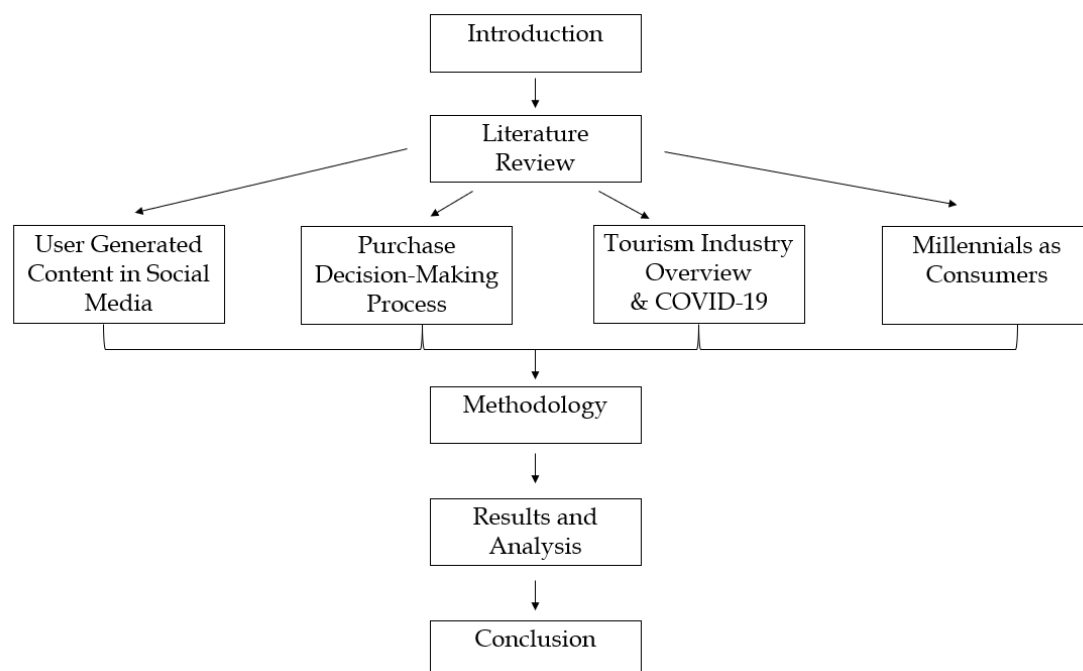 Introduction
Literature
Review
User Generated
Content in Social
Media
Purchase
Decision-Making
Process
Tourism Industry
Overview
& COVID-19
Millennials as
Consumers
Methodology
Results and
Analysis
Conclusion